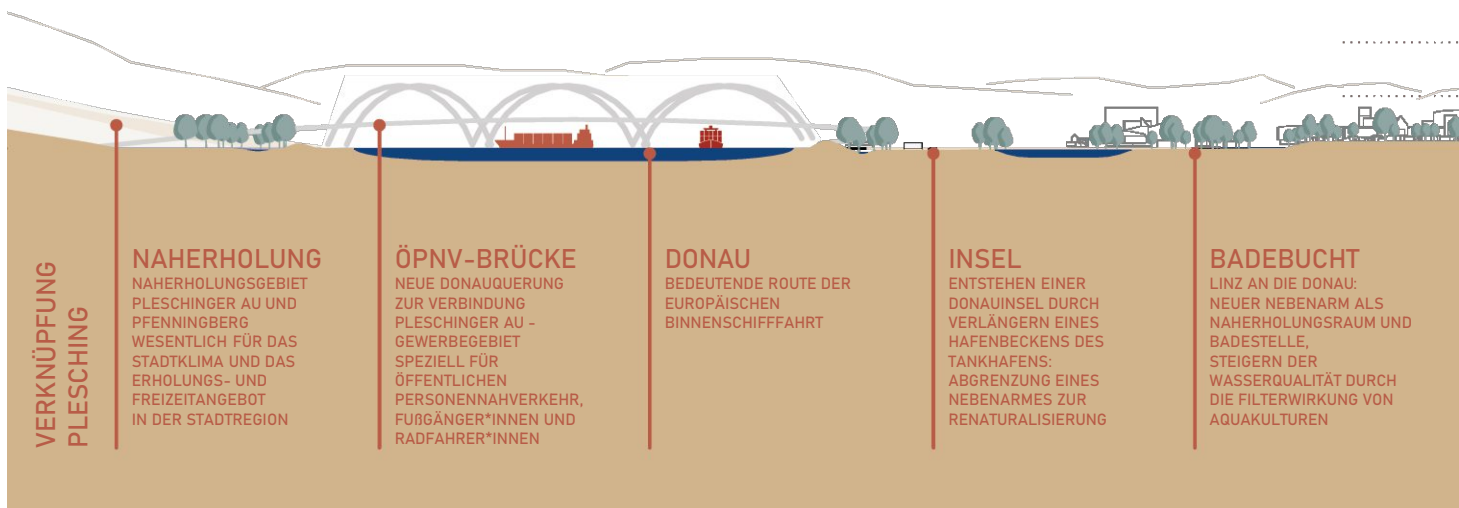 VERKNÜPFUNG
PLESCHING
NAHERHOLUNG
NAHERHOLUNGSGEBIET
PLESCHINGER AU UND
PFENNINGBERG
WESENTLICH FÜR DAS
STADTKLIMA UND DAS
ERHOLUNGS- UND
FREIZEITANGEBOT
IN DER STADTREGION
ÖPNV-BRÜCKE
NEUE DONAUQUERUNG
ZUR VERBINDUNG
PLESCHINGER AU -
GEWERBEGEBIET
SPEZIELL FÜR
ÖFFENTLICHEN
PERSONENNAHVERKEHR,
FUßGÄNGER*INNEN UND
RADFAHRER*INNEN
DONAU
BEDEUTENDE ROUTE DER
EUROPÄISCHEN
BINNENSCHIFFFAHRT
INSEL
ENTSTEHEN EINER
DONAUINSEL DURCH
VERLÄNGERN EINES
HAFENBECKENS DES
TANKHAFENS:
ABGRENZUNG EINES
NEBENARMES ZUR
RENATURALISIERUNG
BADEBUCHT
LINZ AN DIE DONAU:
NEUER NEBENARM ALS
NAHERHOLUNGSRAUM UND
BADESTELLE,
STEIGERN DER
WASSERQUALITÄT DURCH
DIE FILTERWIRKUNG VON
AQUAKULTUREN